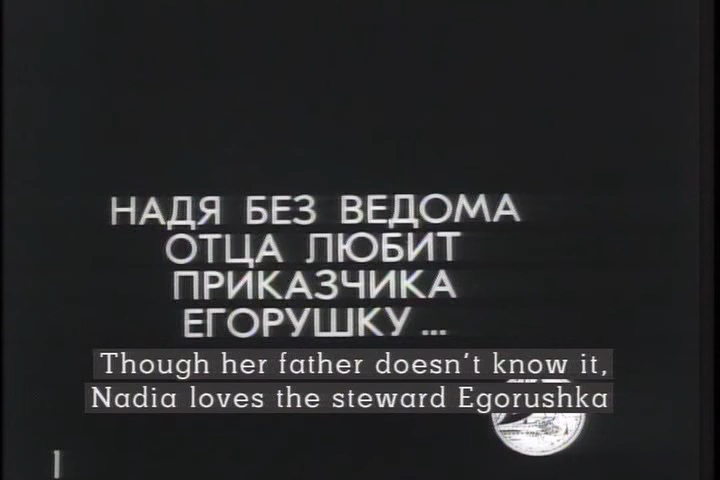 НАДЯ БЕЗ ВЕДОМА
ОТЦА ЛЮБИТ
ПРИКАЗЧИКА
ЕГОРУШКУ...
Though her father doesn't know it,
Nadia loves the steward Egorushka